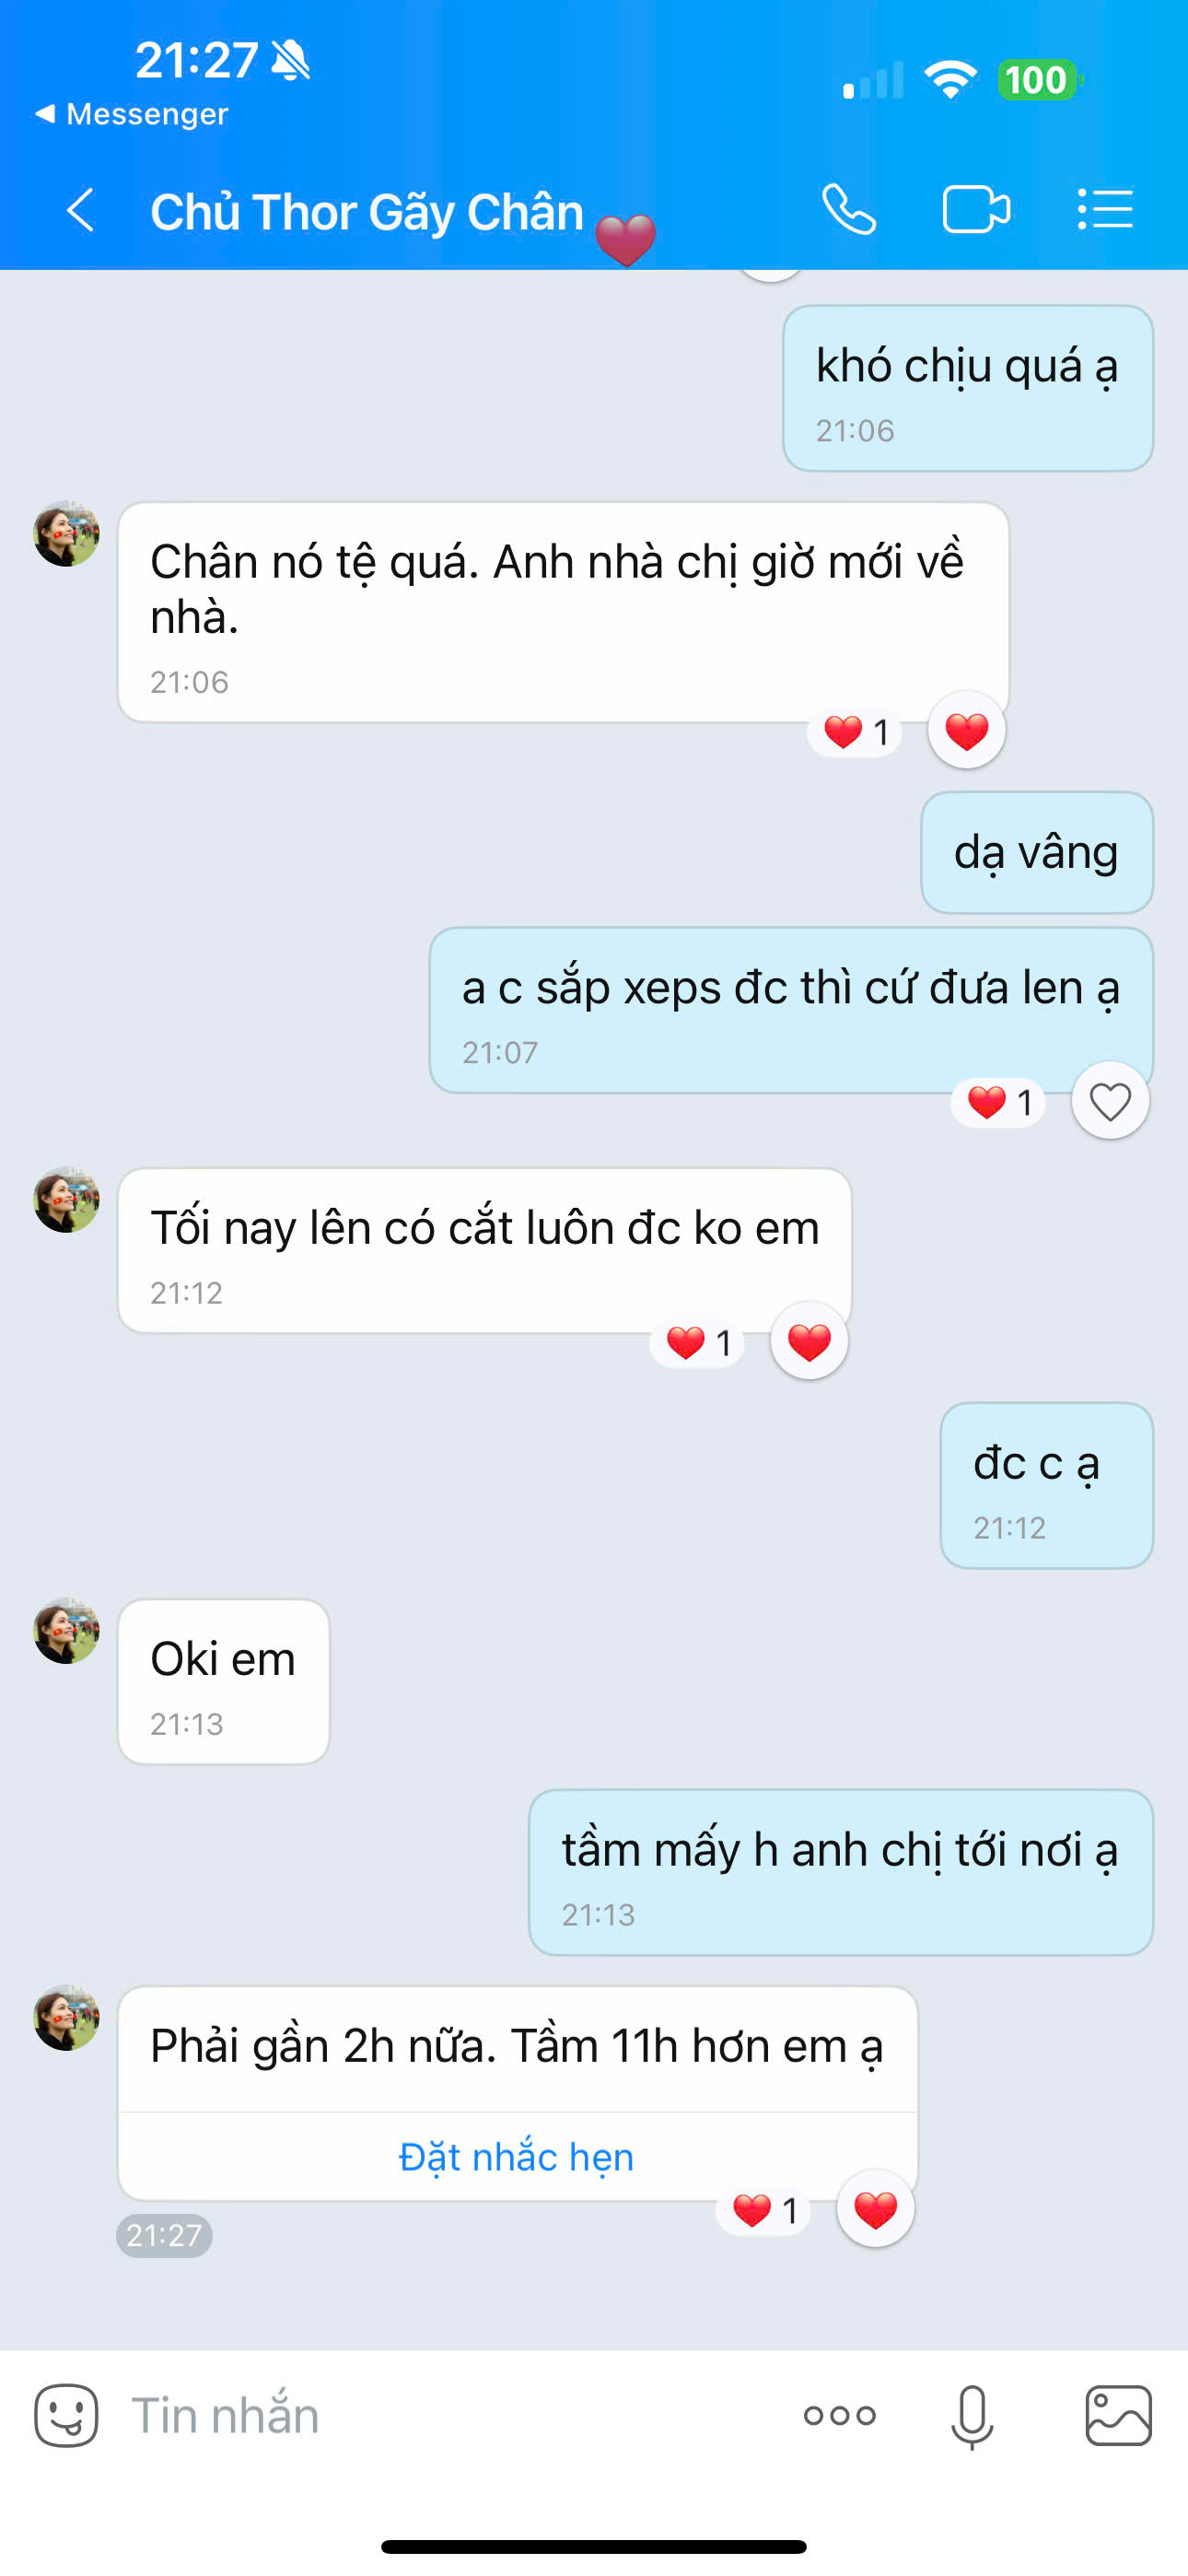 21:27
Messenger
100
Chủ Thor Gãy Chân
khó chịu quá ạ
21:06
Chân nó tệ quá. Anh nhà chị giờ mới về
nhà.
21:06
1
dạ vâng
a c sắp xeps đc thì cứ đưa len ạ
21:07
1
Tối nay lên có cắt luôn đc ko em
21:12
1
đc c ạ
21:12
Oki em
21:13
tầm mấy h anh chị tới nơi ạ
21:13
Phải gần 2h nữa. Tầm 11h hơn em ạ
Đặt nhắc hẹn
1
21:27
Tin nhắn